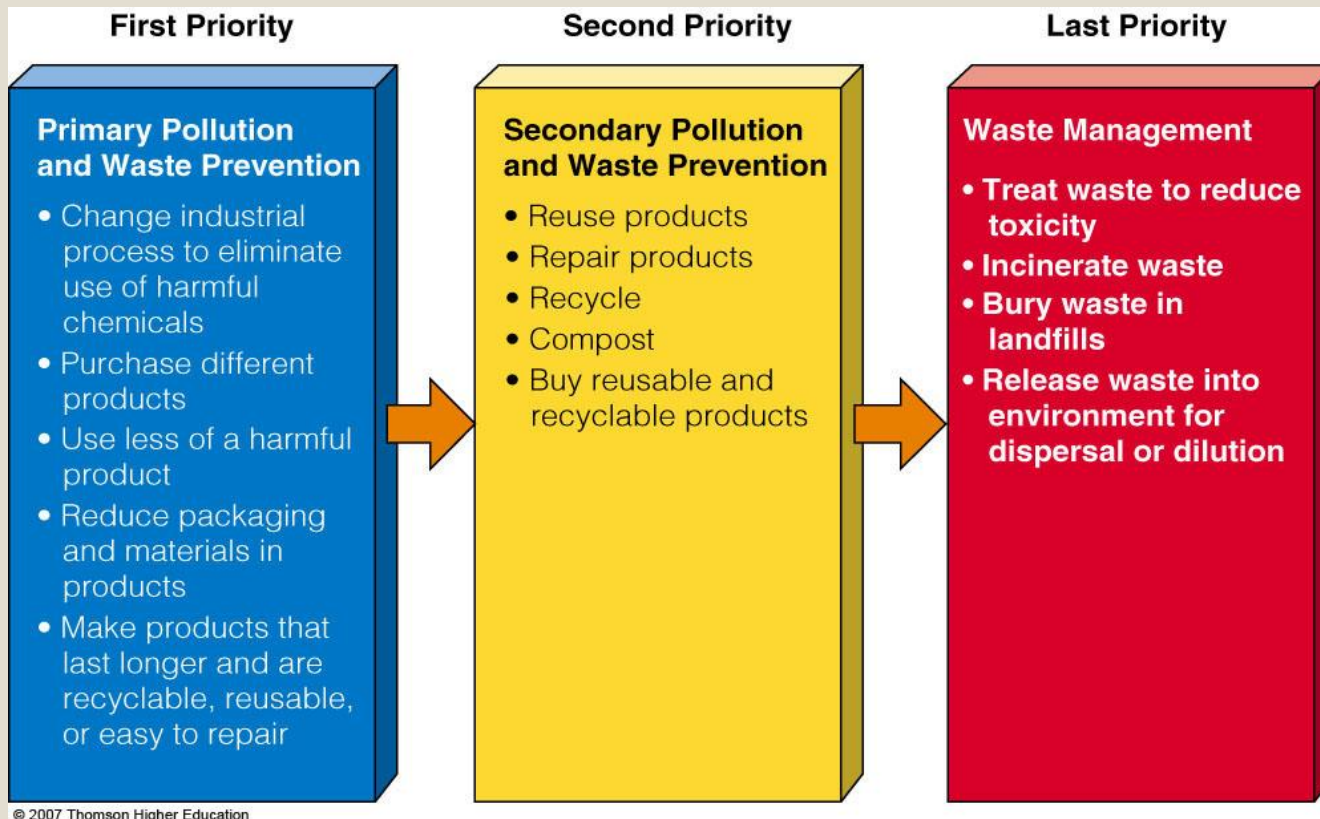 First Priority
Second Priority
Last Priority
Primary Pollution
and Waste Prevention
• Change industrial
process to eliminate
use of harmful
chemicals
• Purchase different
products
• Use less of a harmful
product
• Reduce packaging
and materials in
products
• Make products that
last longer and are
recyclable, reusable,
or easy to repair
Secondary Pollution
and Waste Prevention
• Reuse products
• Repair products
• Recycle
• Compost
• Buy reusable and
recyclable products
Waste Management
• Treat waste to reduce
toxicity
• Incinerate waste
• Bury waste in
landfills
• Release waste into
environment for
dispersal or dilution
© 2007 Thomson Higher Education